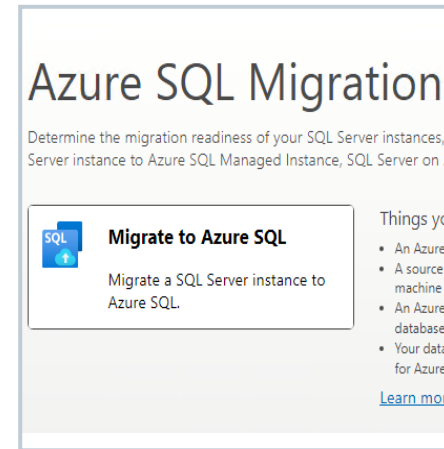 Azure SQL Migration
Determine the migration readiness of your SQL Server instances,
Server instance to Azure SQL Managed Instance, SQL Server on
SQL
Migrate to Azure SQL
Migrate a SQL Server instance to
Azure SQL.
Things yo
An Azure
A source
machine
An Azure
database
Your data
for Azure
Learn mor